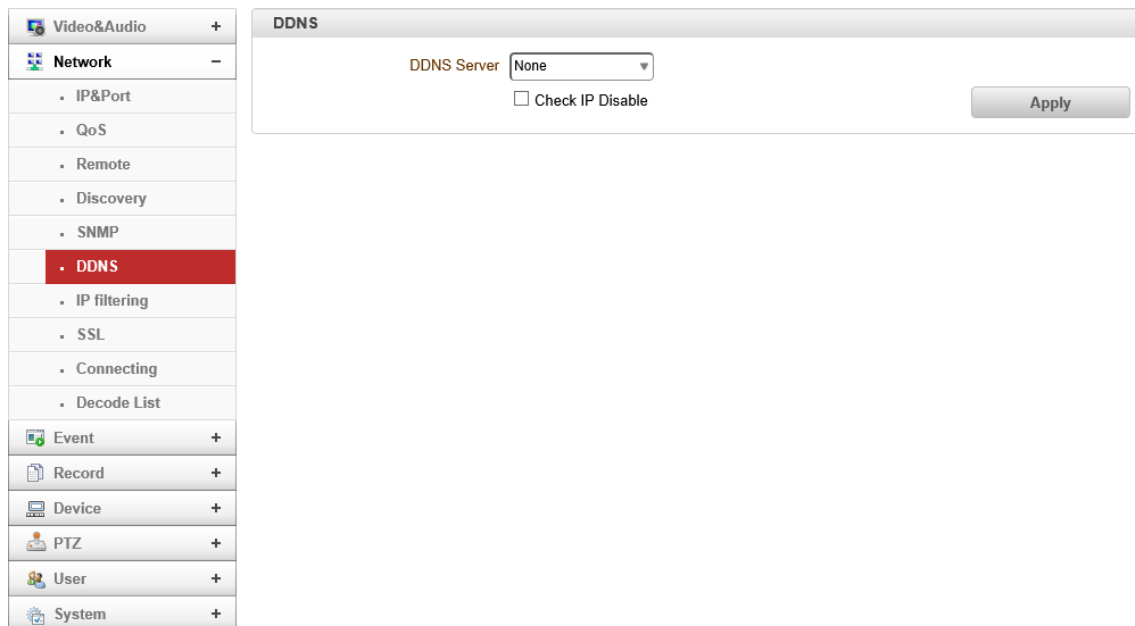 Video&Audio +
Network −
. IP&Port
. QoS
. Remote
. Discovery
. SNMP
. DDNS
. IP filtering
. SSL
. Connecting
. Decode List
Event +
Record +
Device +
PTZ +
User +
System +
DDNS
DDNS Server None
Check IP Disable
Apply